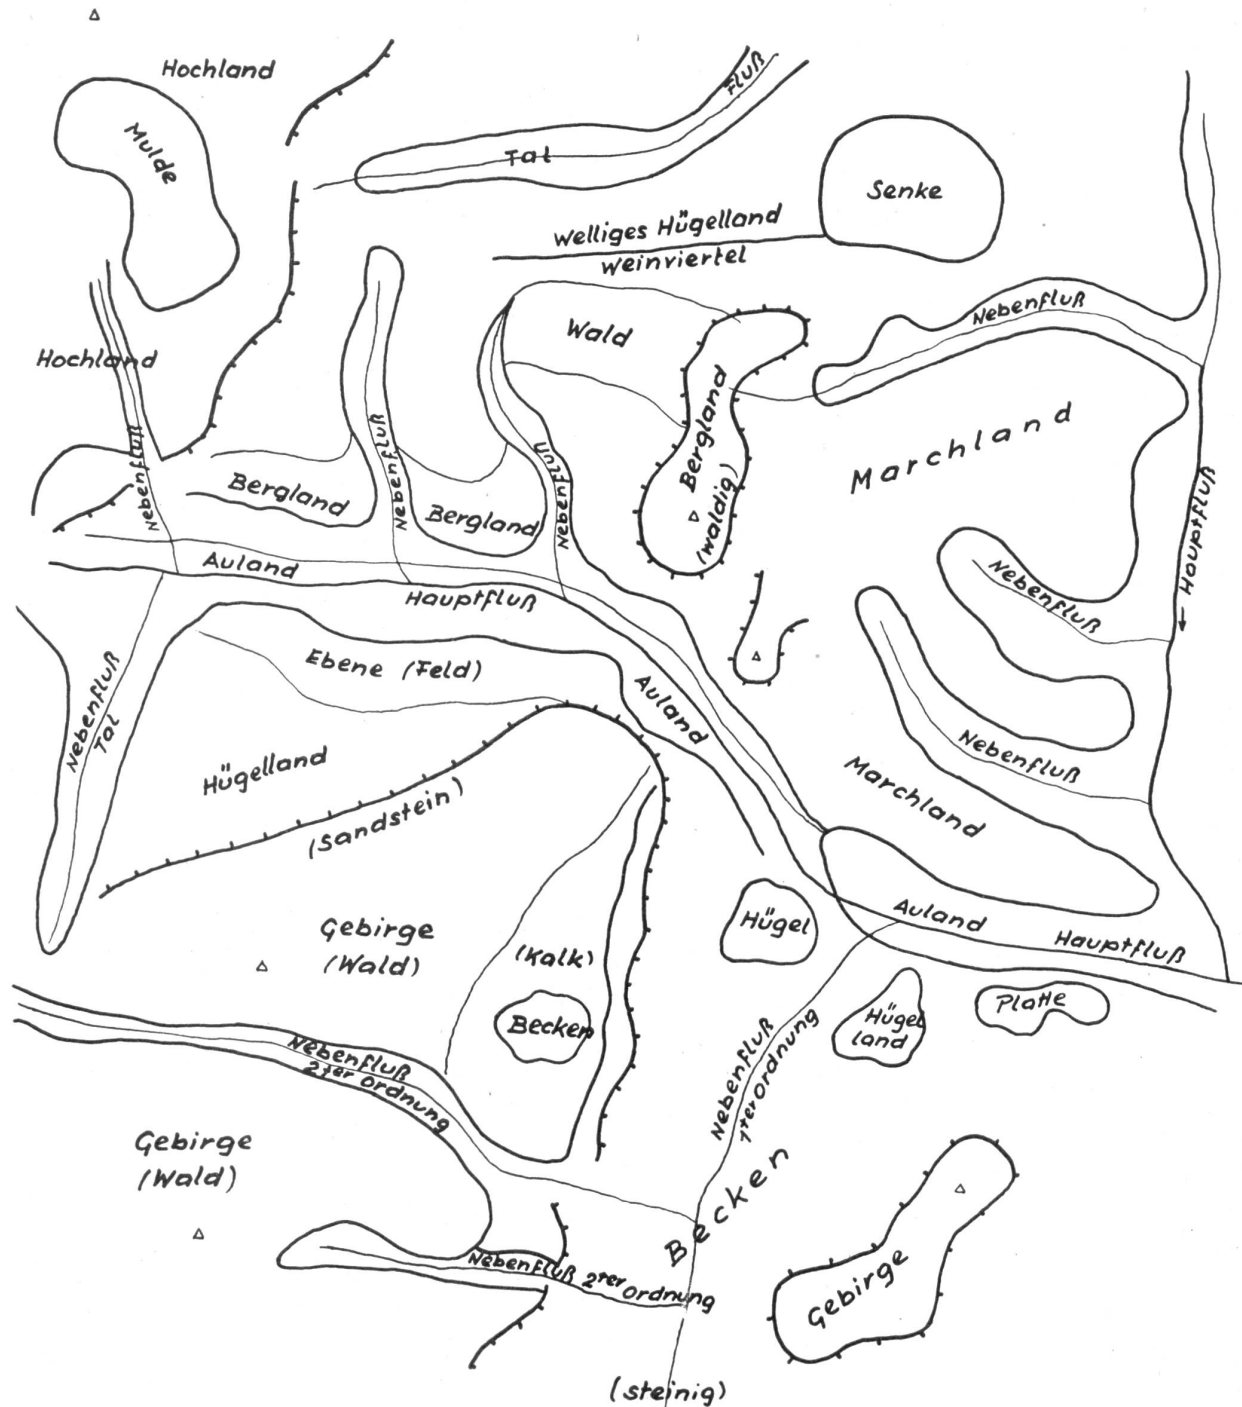 Hochland
Fluß
Mulde
Tal
Senke
Welliges Hügelland
Weinviertel
Nebenfluß
Wald
Hochland
Bergland
(waldig)
Marchland
Nebenfluß
Nebenfluß
Nebenfluß
Bergland
Bergland
Hauptfluß
Auland
Hauptfluß
Nebenfluß
Ebene (Feld)
Auland
Nebenfluß
Tal
Nebenfluß
Hügelland
(Sandstein)
Marchland
Hügel
Auland
Hauptfluß
Gebirge
(Wald)
(Kalk)
Becken
Platte
Hügel
land
Nebenfluß
1ter Ordnung
Nebenfluß
2ter Ordnung
Gebirge
(Wald)
Becken
Nebenfluß 2ter
Ordnung
Gebirge
(steinig)